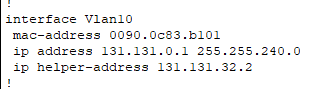 !
interface Vlan10
 mac-address 0090.0c83.b101
 ip address 131.131.0.1 255.255.240.0
 ip helper-address 131.131.32.2
!